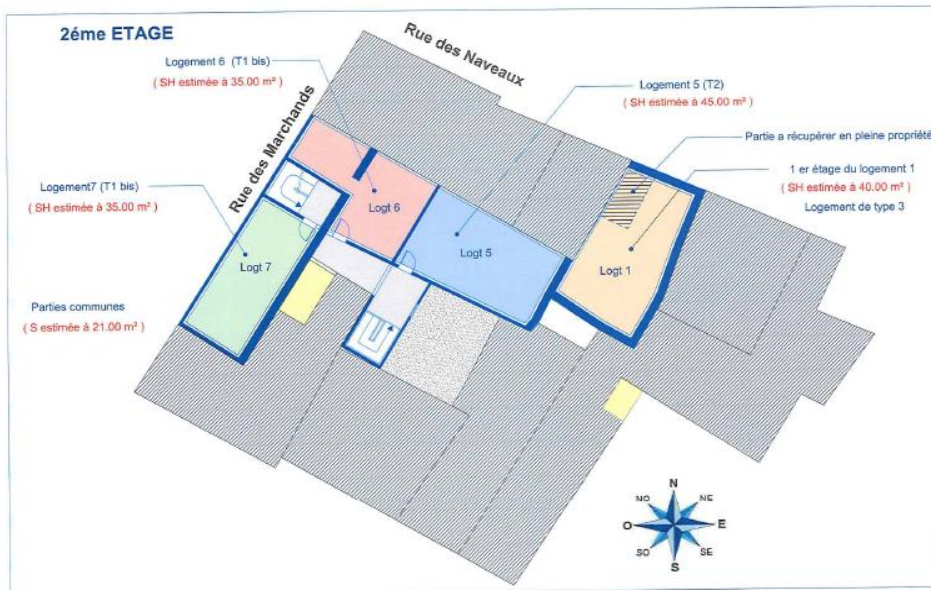 2éme ETAGE
Rue des Naveaux
Logement 6 (T1 bis)
( SH estimée à 35.00 m² )
Rue des Marchands
Logement 5 (T2)
( SH estimée à 45.00 m² )
Partie a récupérer en pleine propriété
1 er étage du logement 1
( SH estimée à 40.00 m² )
Logement de type 3
Logement7 (T1 bis)
( SH estimée à 35.00 m² )
Logt 6
Logt 5
Logt 1
Logt 7
Parties communes
( S estimée à 21.00 m² )
N
NO
NE
O
E
SO
SE
S